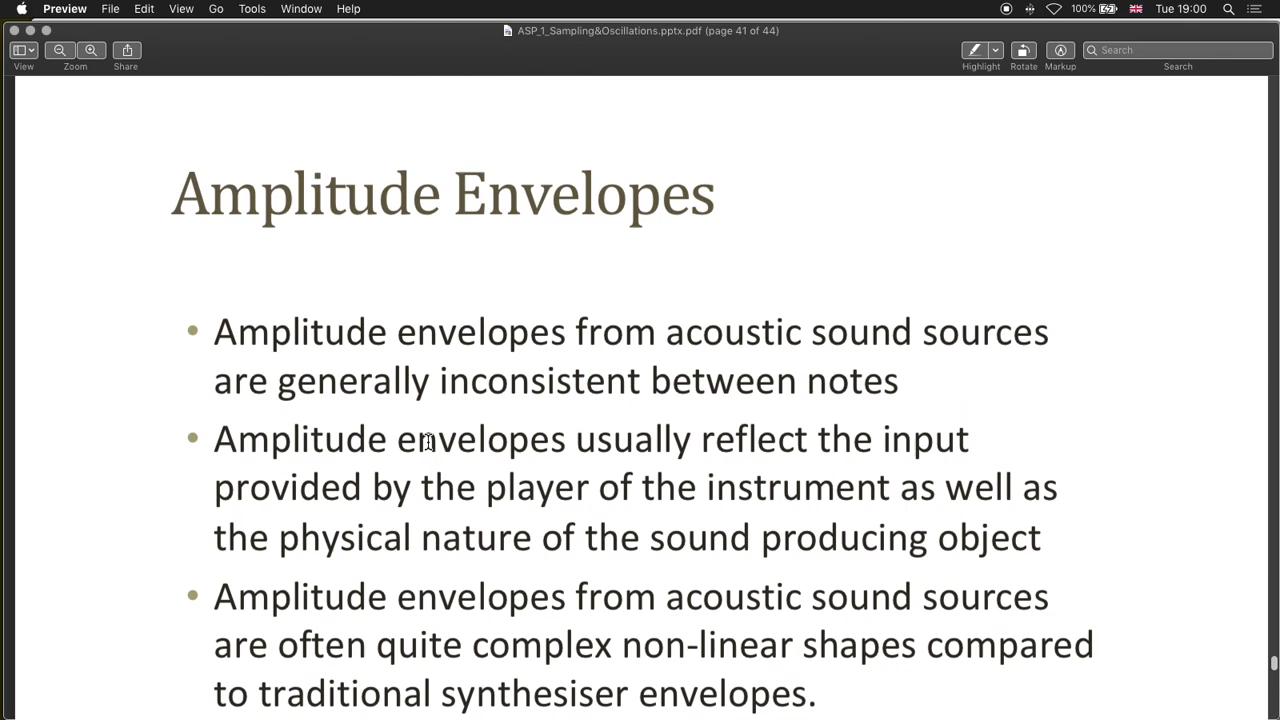 Preview File Edit View Go Tools Window Help 100% Tue 19:00
ASP_1_Sampling&Oscillations.pptx.pdf (page 41 of 44)
Search
View Zoom Share Highlight Rotate Markup Search
Amplitude Envelopes
• Amplitude envelopes from acoustic sound sources
are generally inconsistent between notes
• Amplitude envelopes usually reflect the input
provided by the player of the instrument as well as
the physical nature of the sound producing object
• Amplitude envelopes from acoustic sound sources
are often quite complex non-linear shapes compared
to traditional synthesiser envelopes.